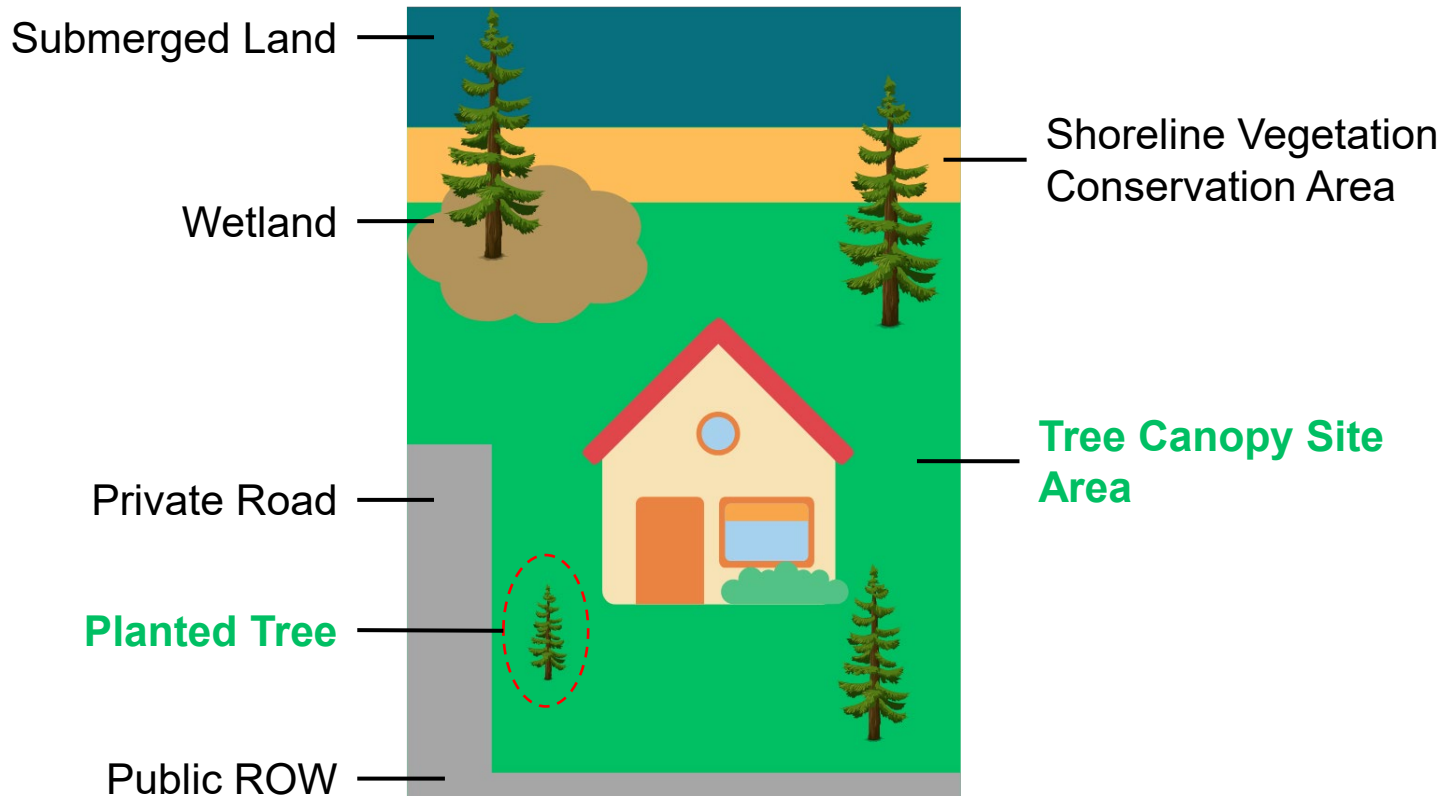 Submerged Land
Shoreline Vegetation
Conservation Area
Wetland
Tree Canopy Site
Area
Private Road
Planted Tree
Public ROW